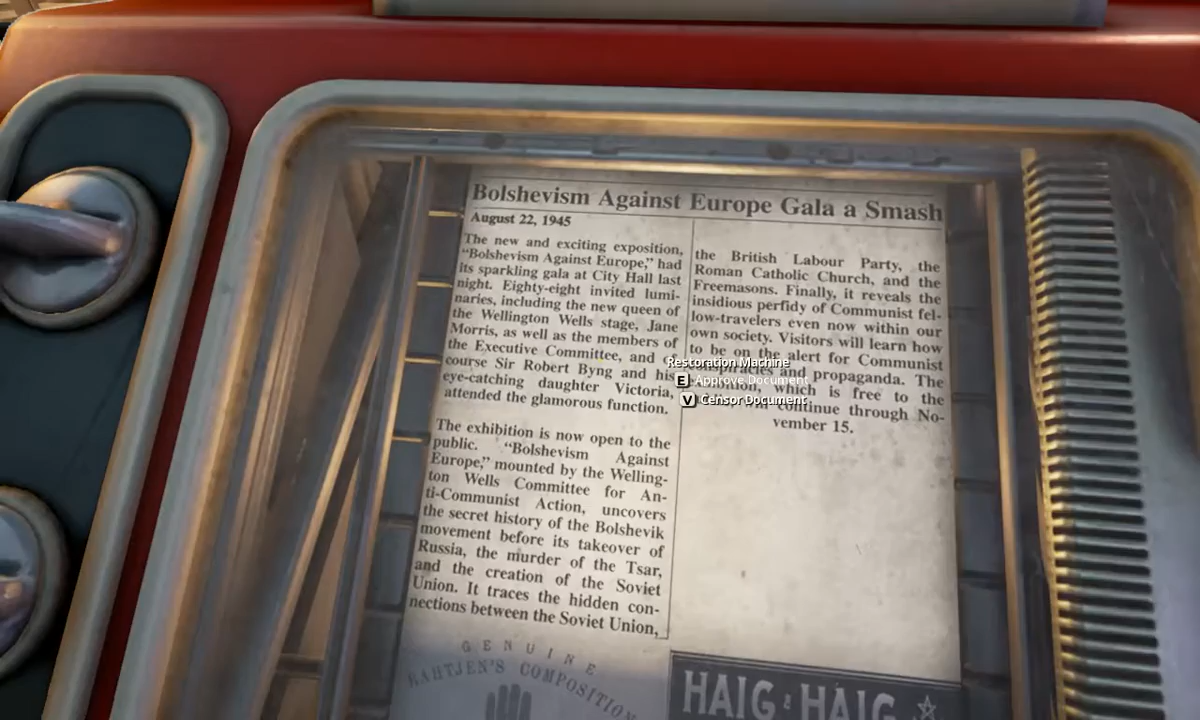 Bolshevism Against Europe Gala a Smash
August 22, 1945
The new and exciting exposition,
“Bolshevism Against Europe,” had
its sparkling gala at City Hall last
night. Eighty-eight invited lumi-
naries, including the new queen of
the Wellington Wells stage, Jane
Morris, as well as the members of
the Executive Committee, and of
course Sir Robert Byng and his
eye-catching daughter Victoria,
attended the glamorous function.
The exhibition is now open to the
public. “Bolshevism Against
Europe,” mounted by the Welling-
ton Wells Committee for An-
ti-Communist Action, uncovers
the secret history of the Bolshevik
movement before its takeover of
Russia, the murder of the Tsar,
and the creation of the Soviet
Union. It traces the hidden con-
nections between the Soviet Union,
the British Labour Party, the
Roman Catholic Church, and the
Freemasons. Finally, it reveals the
insidious perfidy of Communist fel-
low-travelers even now within our
own society. Visitors will learn how
to be on the alert for Communist
conspiracies and propaganda. The
which is free to the
continue through No-
vember 15.
Restoration Machine
E Approve Document
V Censor Document
GENUINE
RAHTJEN'S COMPOSITION
HAIG & HAIG